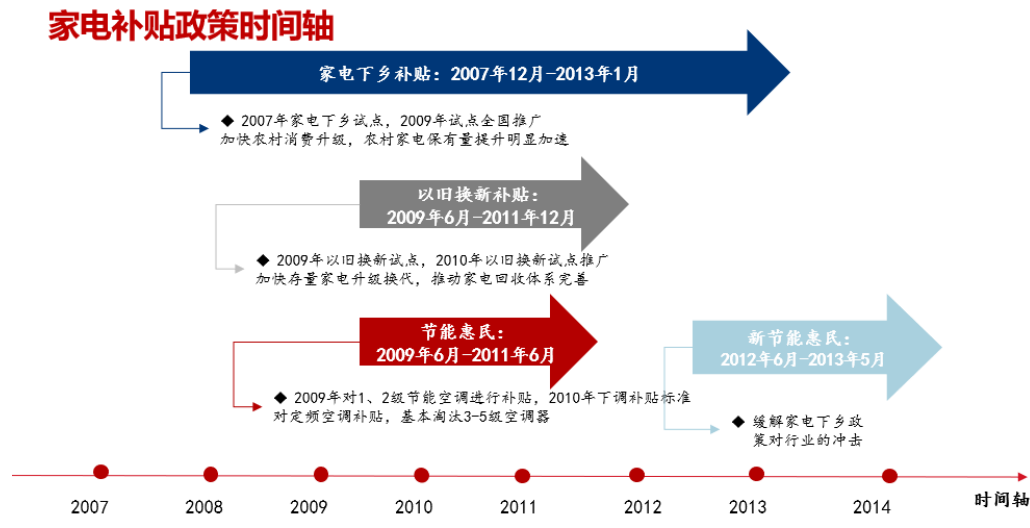 家电补贴政策时间轴
家电下乡补贴：2007年12月-2013年1月
◆ 2007年家电下乡试点，2009年试点全国推广
加快农村消费升级，农村家电保有量提升明显加速
以旧换新补贴：
2009年6月-2011年12月
◆ 2009年以旧换新试点，2010年以旧换新试点推广
加快存量家电升级换代，推动家电回收体系完善
节能惠民：
2009年6月-2011年6月
◆ 2009年对1、2级节能空调进行补贴，2010年下调补贴标准
对定频空调补贴，基本淘汰3-5级空调器
新节能惠民：
2012年6月-2013年5月
◆ 缓解家电下乡政
策对行业的冲击
2007 2008 2009 2010 2011 2012 2013 2014 时间轴